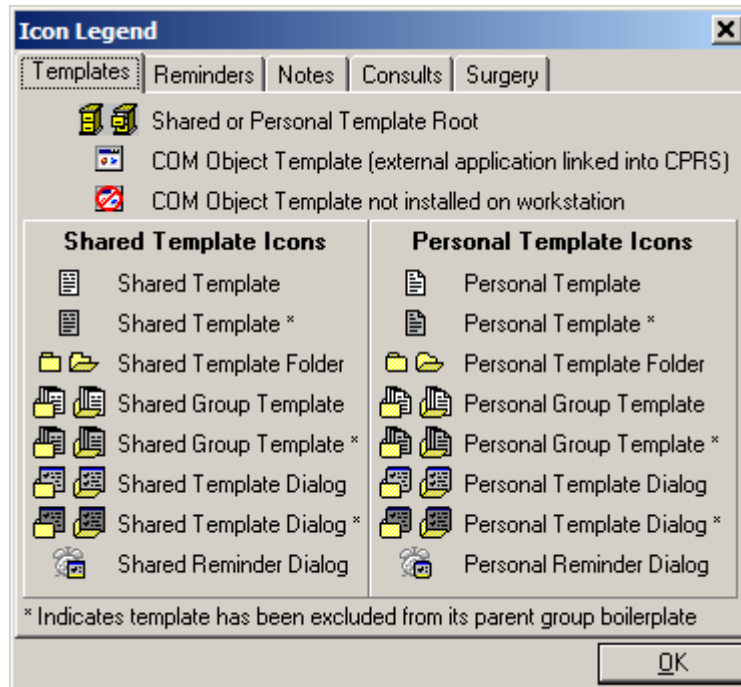 Icon Legend
Templates Reminders Notes Consults Surgery
Shared or Personal Template Root
COM Object Template (external application linked into CPRS)
COM Object Template not installed on workstation
Shared Template Icons
Shared Template
Shared Template *
Shared Template Folder
Shared Group Template
Shared Group Template *
Shared Template Dialog
Shared Template Dialog *
Shared Reminder Dialog
Personal Template Icons
Personal Template
Personal Template *
Personal Template Folder
Personal Group Template
Personal Group Template *
Personal Template Dialog
Personal Template Dialog *
Personal Reminder Dialog
* Indicates template has been excluded from its parent group boilerplate
OK